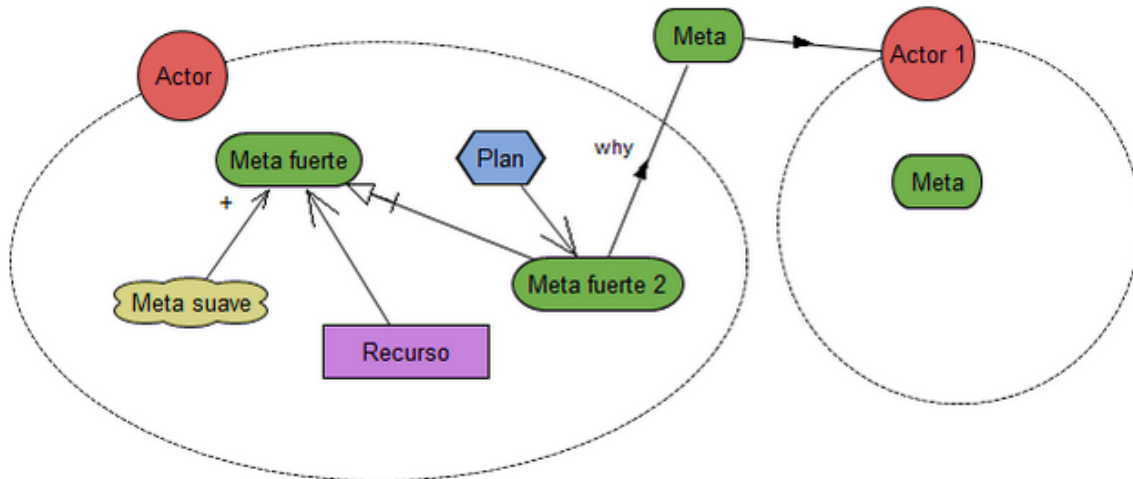 Meta
Actor 1
Actor
Meta fuerte
Plan
why
Meta
+
Meta suave
Meta fuerte 2
Recurso